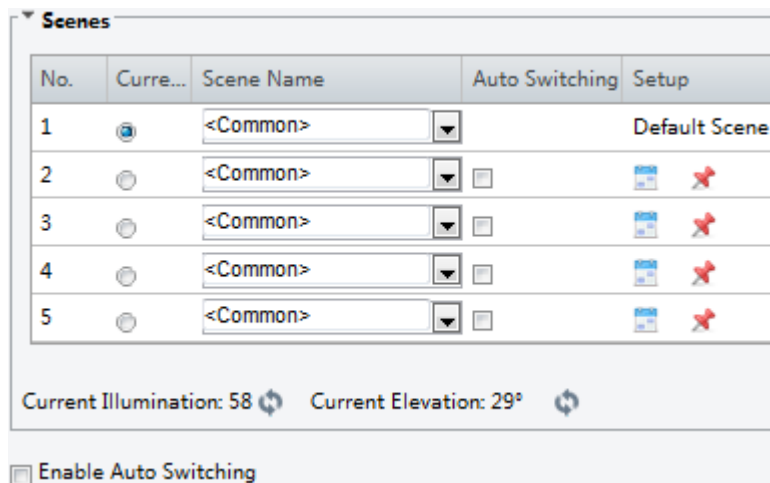 Scenes
No. Curre... Scene Name Auto Switching Setup
1 <Common> Default Scene
2 <Common>
3 <Common>
4 <Common>
5 <Common>
Current Illumination: 58 Current Elevation: 29°
Enable Auto Switching